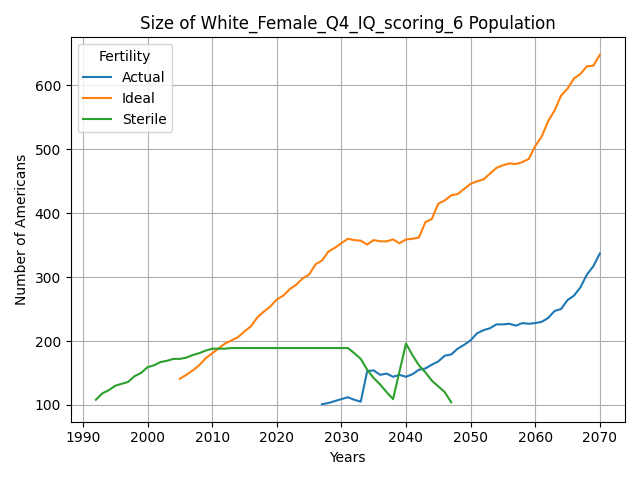 Size of White_Female_Q4_IQ_scoring_6 Population
Fertility
Actual
Ideal
Sterile
Number of Americans
600
500
400
300
200
100
1990 2000 2010 2020 2030 2040 2050 2060 2070
Years